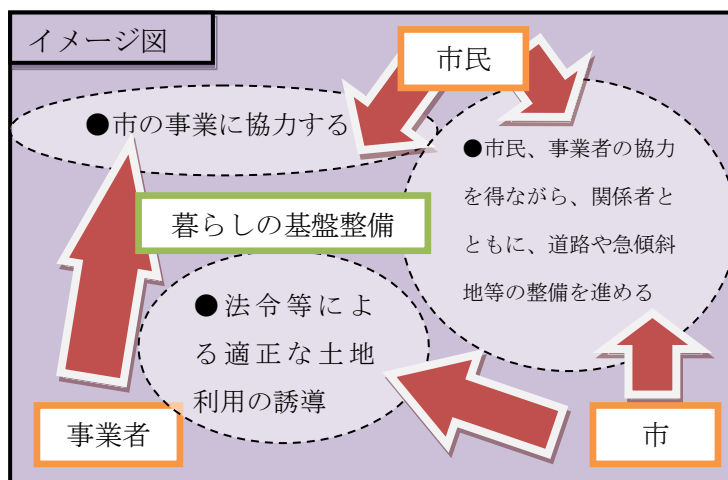 イメージ図
市民
●市の事業に協力する
●市民、事業者の協力
を得ながら、関係者と
ともに、道路や急傾斜
地等の整備を進める
暮らしの基盤整備
●法令等によ
る適正な土地
利用の誘導
事業者
市